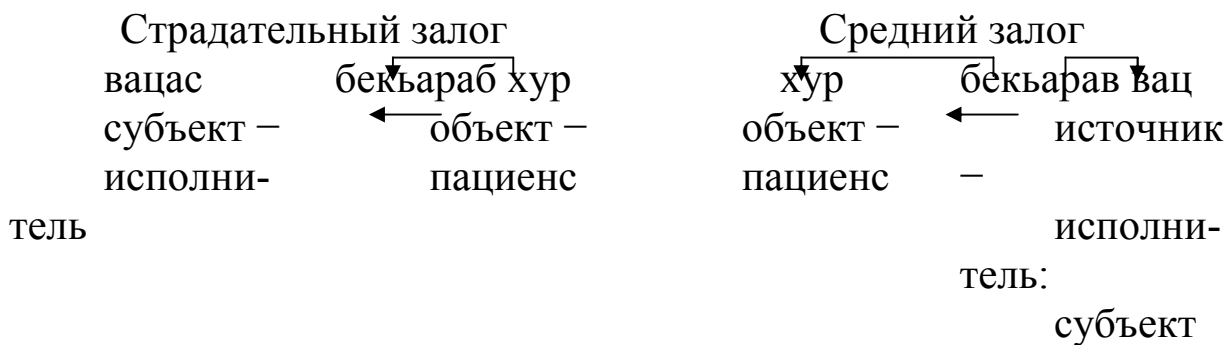 Страдательный залог Средний залог
вацас бекьараб хур хур бекьарав вац
субъект – объект – объект – источник
исполни- пациенс пациенс –
тель исполни-
тель:
субъект